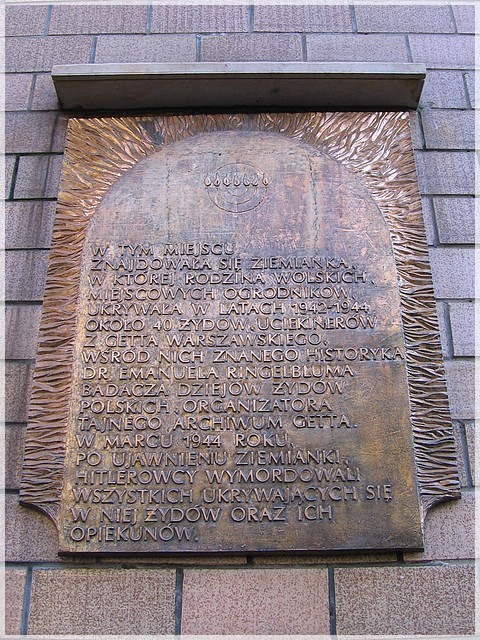 W TYM MIEJSCU
ZNAJDOWAŁA SIĘ ZIEMIANKA,
W KTÓREJ RODZINA WOLSKICH,
MIEJSCOWYCH OGRODNIKÓW,
UKRYWAŁA W LATACH 1942-1944
OKOŁO 40 ŻYDÓW, UCIEKINERÓW
Z GETTA WARSZAWSKIEGO,
WŚRÓD NICH ZNANEGO HISTORYKA
DR. EMANUELA RINGELBLUMA
BADACZA DZIEJÓW ŻYDÓW
POLSKICH, ORGANIZATORA
TAJNEGO ARCHIWUM GETTA.
W MARCU 1944 ROKU,
PO UJAWNIENIU ZIEMIANKI,
HITLEROWCY WYMORDOWALI
WSZYSTKICH UKRYWAJĄCYCH SIĘ
W NIEJ ŻYDÓW ORAZ ICH
OPIEKUNÓW.